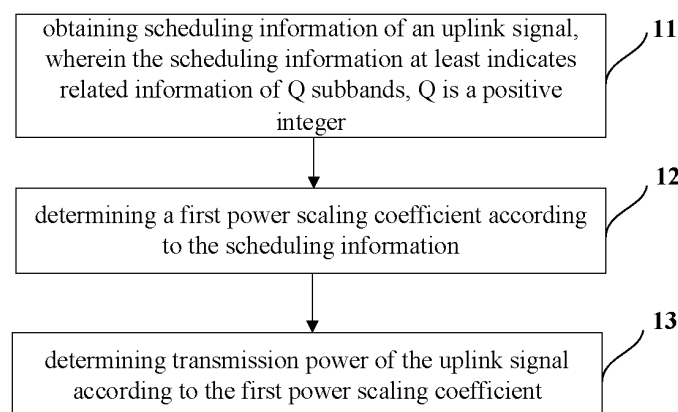 obtaining scheduling information of an uplink signal,
wherein the scheduling information at least indicates
related information of Q subbands, Q is a positive
integer
11
determining a first power scaling coefficient according
to the scheduling information
12
determining transmission power of the uplink signal
according to the first power scaling coefficient
13